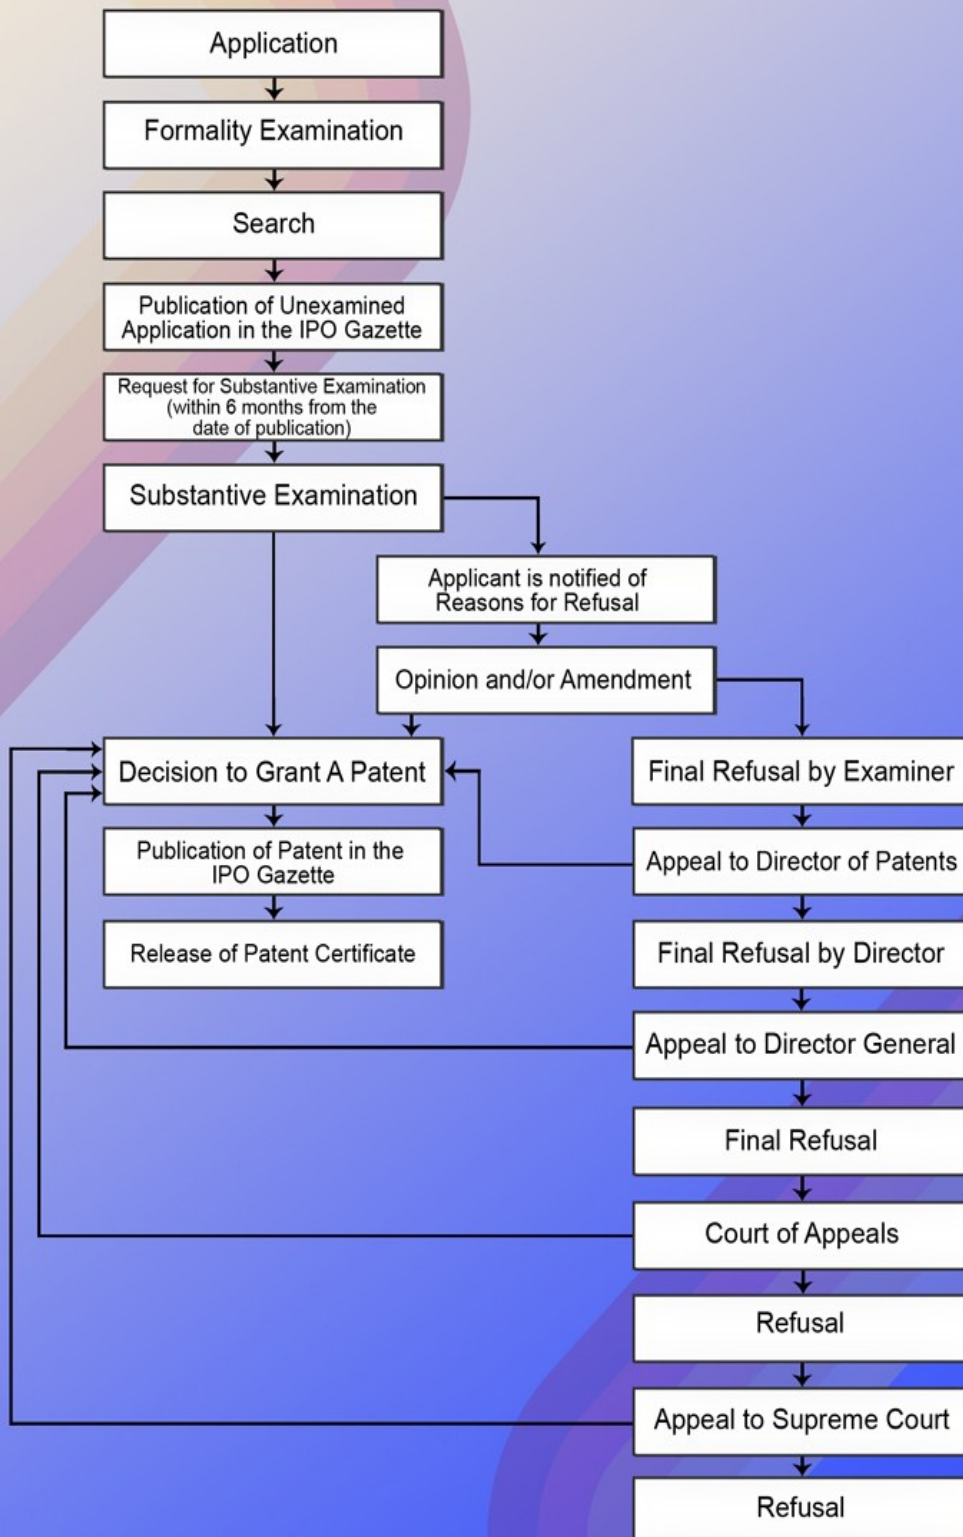 Application
Formality Examination
Search
Publication of Unexamined
Application in the IPO Gazette
Request for Substantive Examination
(within 6 months from the
date of publication)
Substantive Examination
Applicant is notified of
Reasons for Refusal
Opinion and/or Amendment
Decision to Grant A Patent
Final Refusal by Examiner
Publication of Patent in the
IPO Gazette
Appeal to Director of Patents
Release of Patent Certificate
Final Refusal by Director
Appeal to Director General
Final Refusal
Court of Appeals
Refusal
Appeal to Supreme Court
Refusal